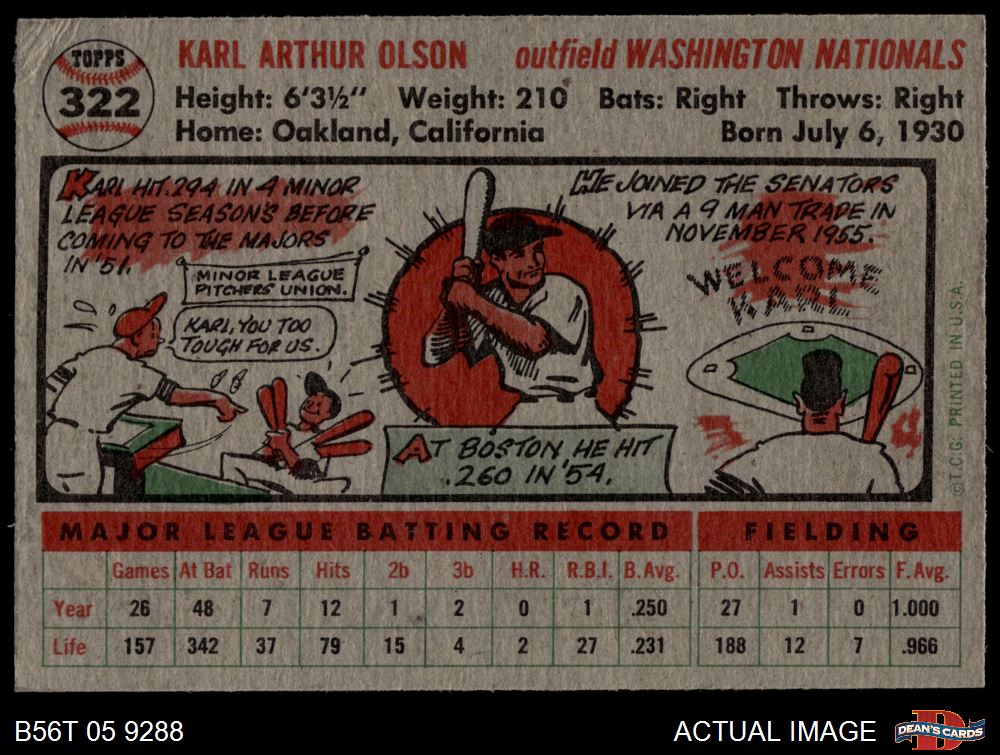 TOPPS
322
KARL ARTHUR OLSON outfield WASHINGTON NATIONALS
Height: 6'3½" Weight: 210 Bats: Right Throws: Right
Home: Oakland, California Born July 6, 1930
KARL HIT .294 IN 4 MINOR
LEAGUE SEASON'S BEFORE
COMING TO THE MAJORS
IN '51.
MINOR LEAGUE
PITCHERS' UNION.
KARL, YOU TOO
TOUGH FOR US.
AT BOSTON, HE HIT
.260 IN '54.
HE JOINED THE SENATORS
VIA A 9 MAN TRADE IN
NOVEMBER 1955.
WELCOME
KARL
3 4
©T.C.G. PRINTED IN U.S.A.
MAJOR LEAGUE BATTING RECORD FIELDING
Games At Bat Runs Hits 2b 3b H.R. R.B.I. B. Avg. P.O. Assists Errors F. Avg.
Year 26 48 7 12 1 2 0 1 .250 27 1 0 1.000
Life 157 342 37 79 15 4 2 27 .231 188 12 7 .966
B56T 05 9288 ACTUAL IMAGE
D
DEAN'S CARDS